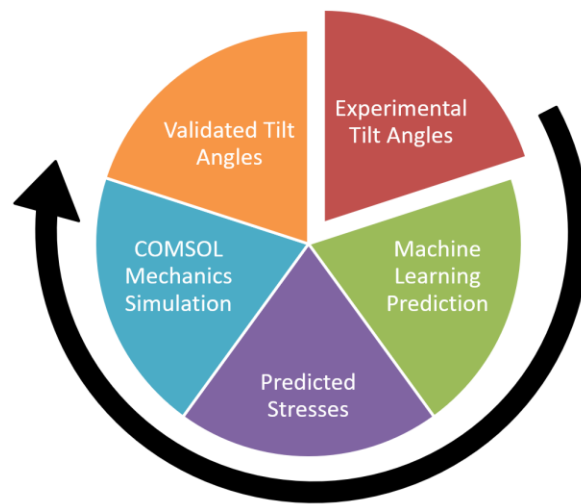 Experimental
Tilt Angles
Machine
Learning
Prediction
Predicted
Stresses
COMSOL
Mechanics
Simulation
Validated Tilt
Angles